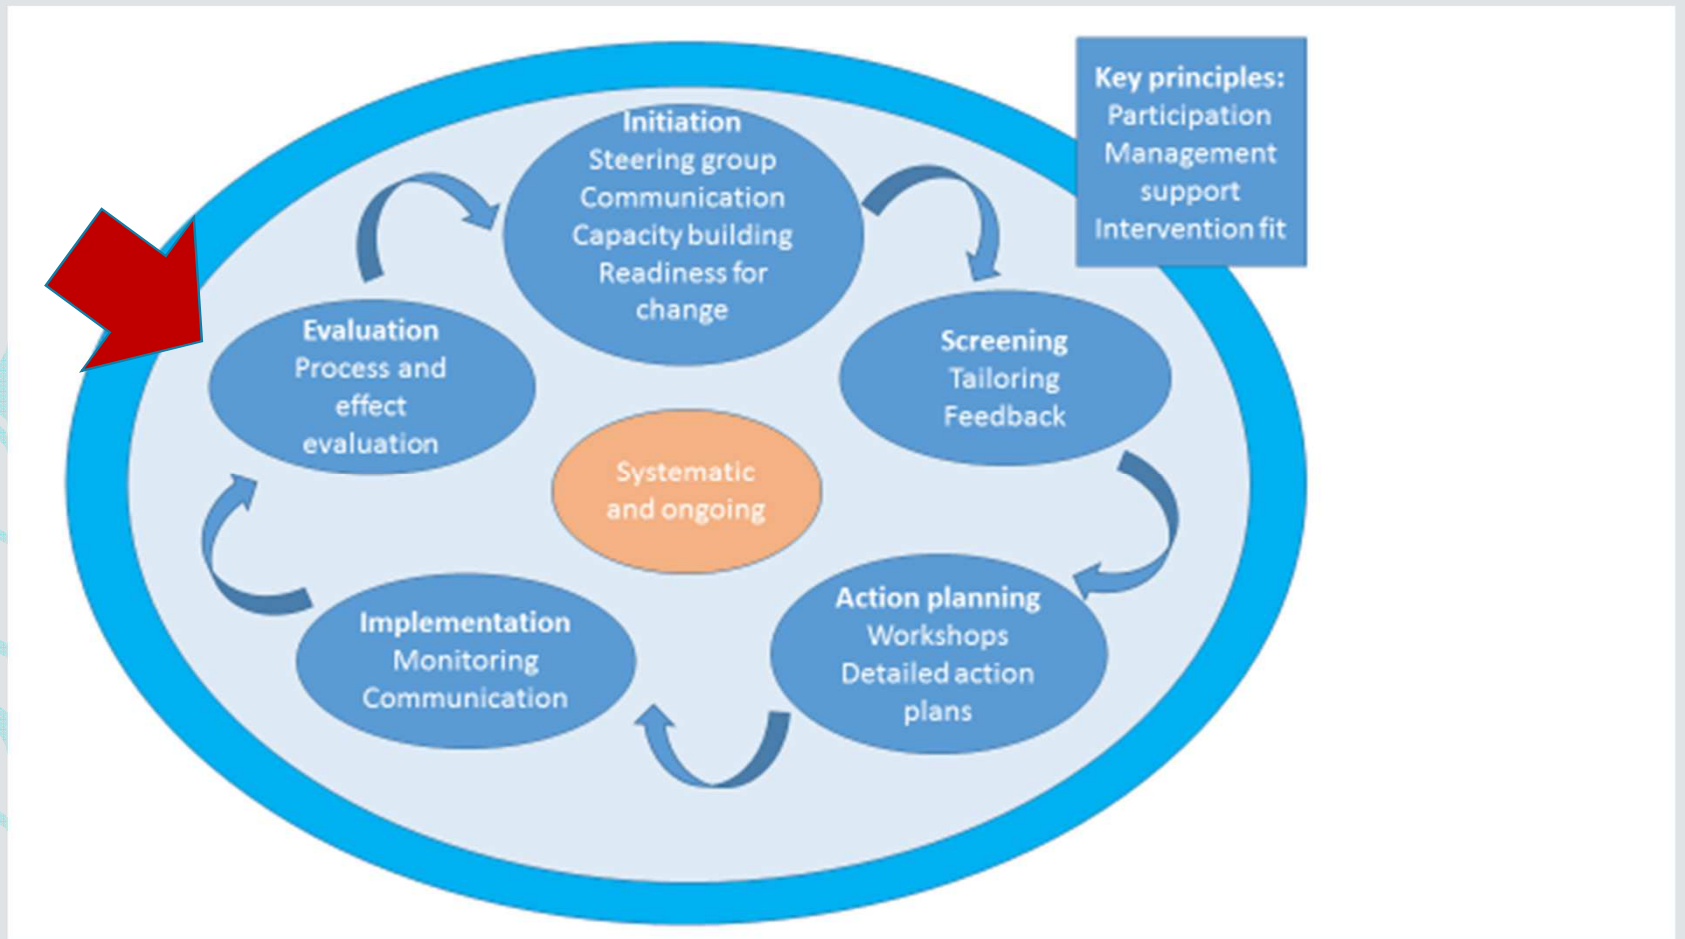 Key principles:
Participation
Management
support
Intervention fit
Initiation
Steering group
Communication
Capacity building
Readiness for
change
Screening
Tailoring
Feedback
Action planning
Workshops
Detailed action
plans
Implementation
Monitoring
Communication
Evaluation
Process and
effect
evaluation
Systematic
and ongoing